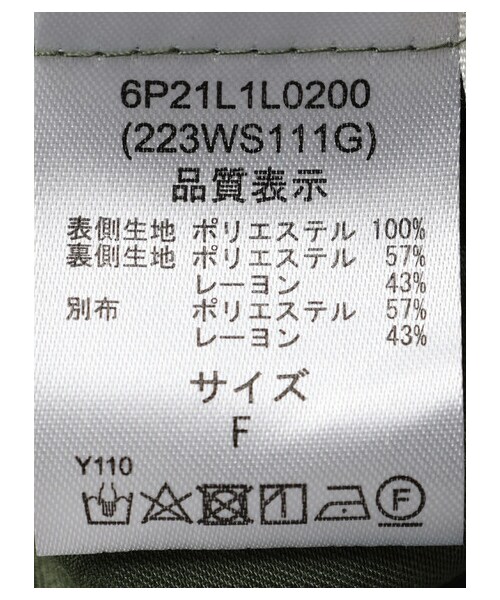 6P21L1L0200
(223WS111G)
品質表示
表側生地 ポリエステル 100%
裏側生地 ポリエステル 57%
レーヨン 43%
別布 ポリエステル 57%
レーヨン 43%
サイズ
F
Y110
F